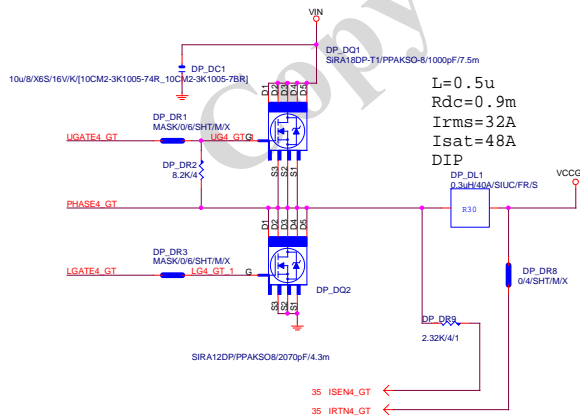 Copy
VIN
DP_DC1
10u/8/X6S/16V/K/[10CM2-3K1005-74R_10CM2-3K1005-7BR]
DP_DQ1
SiRA18DP-T1/PPAKSO-8/1000pF/7.5m
D1 D2 D3 D4 D5
L=0.5u
Rdc=0.9m
Irms=32A
Isat=48A
DIP
DP_DR1
MASK/0/6/SHT/M/X
UGATE4_GT
UG4_GT G
DP_DR2
8.2K/4
S3 S2 S1
DP_DL1
0.3uH/40A/SIUC/FR/S
R30
VCCG
PHASE4_GT
D1 D2 D3 D4 D5
DP_DR3
MASK/0/6/SHT/M/X
LGATE4_GT
LG4_GT_1 G
DP_DQ2
S3 S2 S1
DP_DR8
0/4/SHT/M/X
DP_DR9
2.32K/4/1
SIRA12DP/PPAKSO8/2070pF/4.3m
35 ISEN4_GT
35 IRTN4_GT